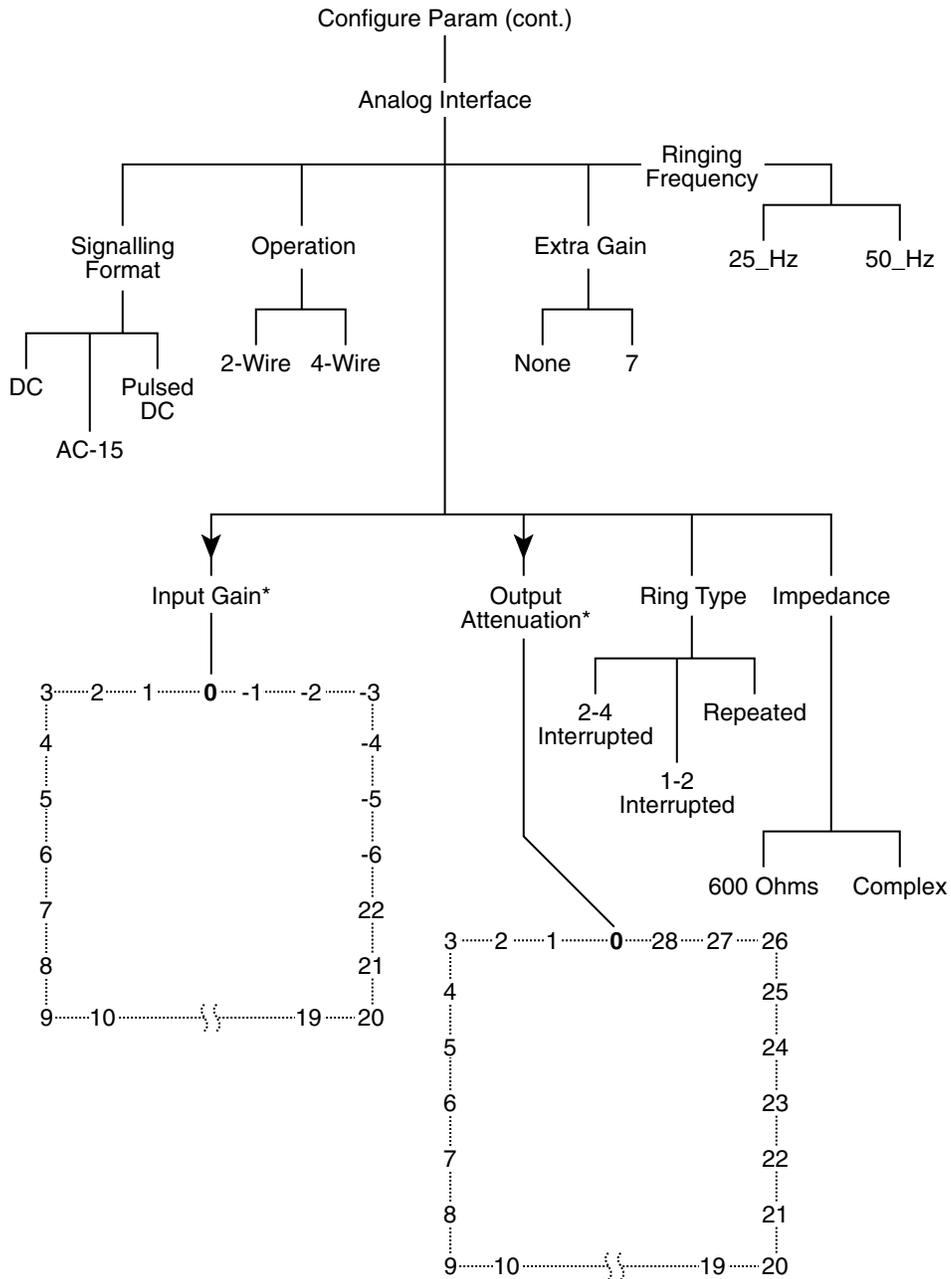 Configure Param (cont.)
Analog Interface
Ringing
Frequency
Signalling
Format
Operation
Extra Gain
25_Hz
50_Hz
DC
AC-15
Pulsed
DC
2-Wire
4-Wire
None
7
Input Gain*
Output
Attenuation*
Ring Type
Impedance
2-4
Interrupted
1-2
Interrupted
Repeated
600 Ohms
Complex
3 2 1 0 -1 -2 -3
4 -4
5 -5
6 -6
7 22
8 21
9 10 19 20
3 2 1 0 28 27 26
4 25
5 24
6 23
7 22
8 21
9 10 19 20